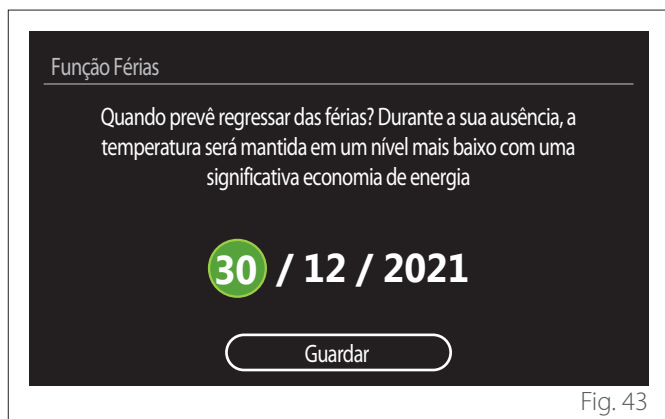 Função Férias
Quando prevê regressar das férias? Durante a sua ausência, a
temperatura será mantida em um nível mais baixo com uma
significativa economia de energia
30 / 12 / 2021
Guardar
Fig. 43